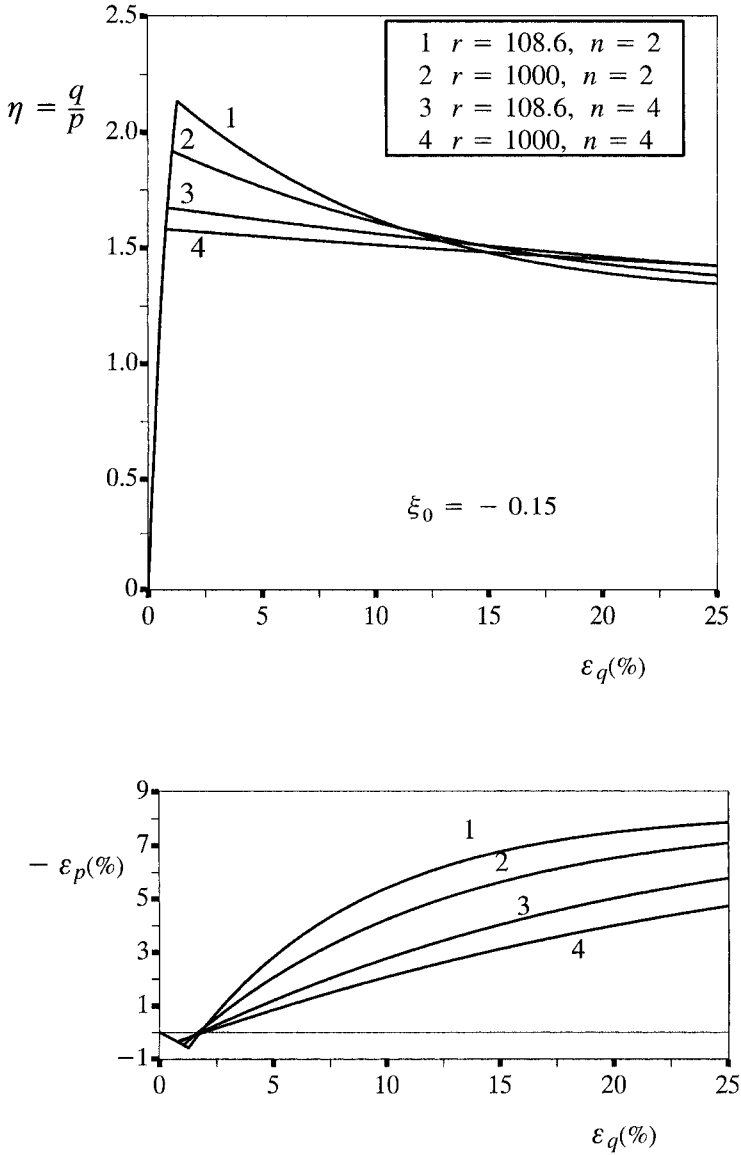 2.5
η = q/p
1 r = 108.6, n = 2
2 r = 1000, n = 2
3 r = 108.6, n = 4
4 r = 1000, n = 4
2.0
1
2
3
4
1.5
1.0
0.5
ξ0 = − 0.15
0
0 5 10 15 20 25
εq(%)
9
7
− εp(%)
5
3
1
−1
1
2
3
4
0 5 10 15 20 25
εq(%)